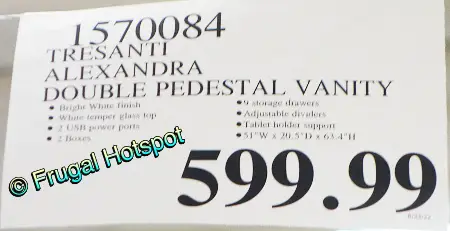 1570084
TRESANTI
ALEXANDRA
DOUBLE PEDESTAL VANITY
• Bright White finish
• White temper glass top
• 2 USB power ports
• 2 Boxes
• 9 storage drawers
• Adjustable dividers
• Tablet holder support
• 51"W x 20.5"D x 63.4"H
© Frugal Hotspot
599.99